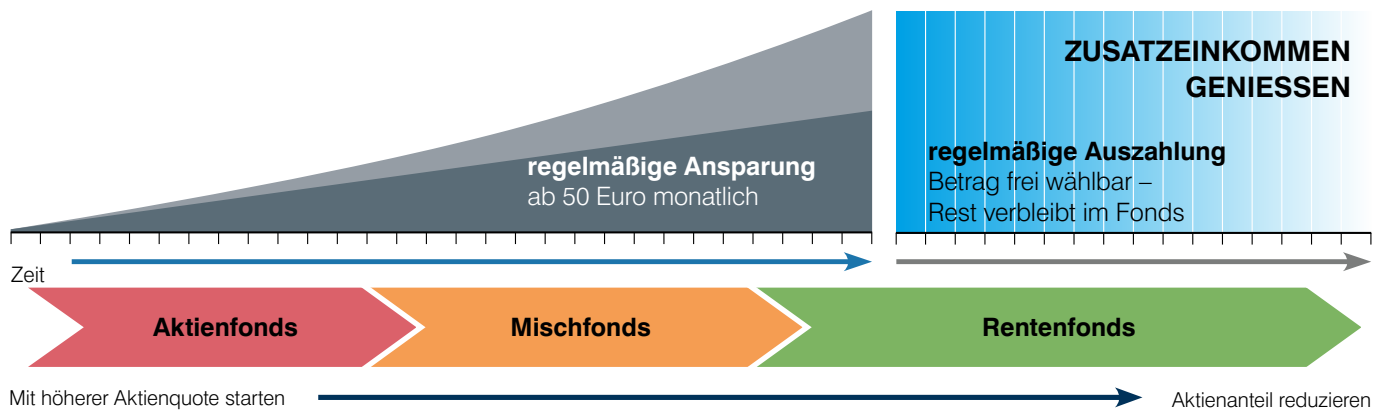 ZUSATZEINKOMMEN
GENIESSEN
regelmäßige Ansparung
ab 50 Euro monatlich
regelmäßige Auszahlung
Betrag frei wählbar –
Rest verbleibt im Fonds
Zeit
Aktienfonds
Mischfonds
Rentenfonds
Mit höherer Aktienquote starten
Aktienanteil reduzieren